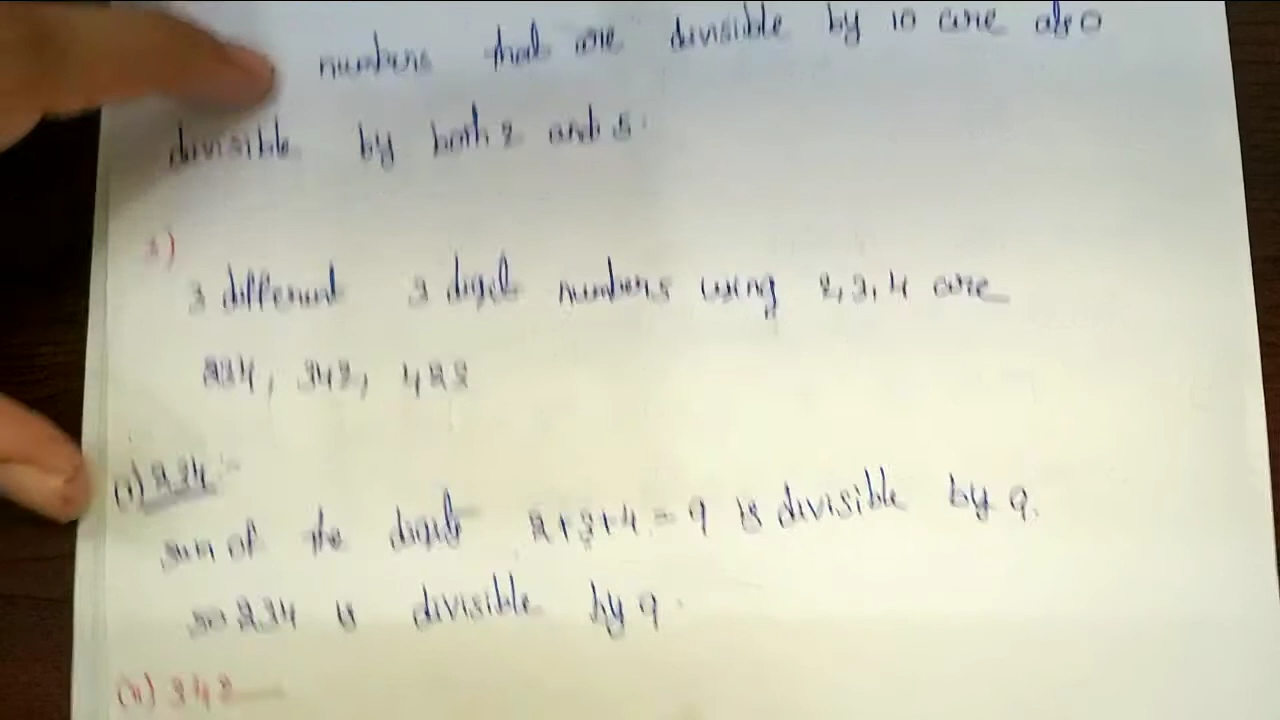 numbers that are divisible by 10 are also
divisible by both 2 and 5.
3 different 3 digit numbers using 2,3,4 are
234, 342, 423
(i) 234 :-
sum of the digits 2+3+4 = 9 is divisible by 9.
so 234 is divisible by 9.
(ii) 342